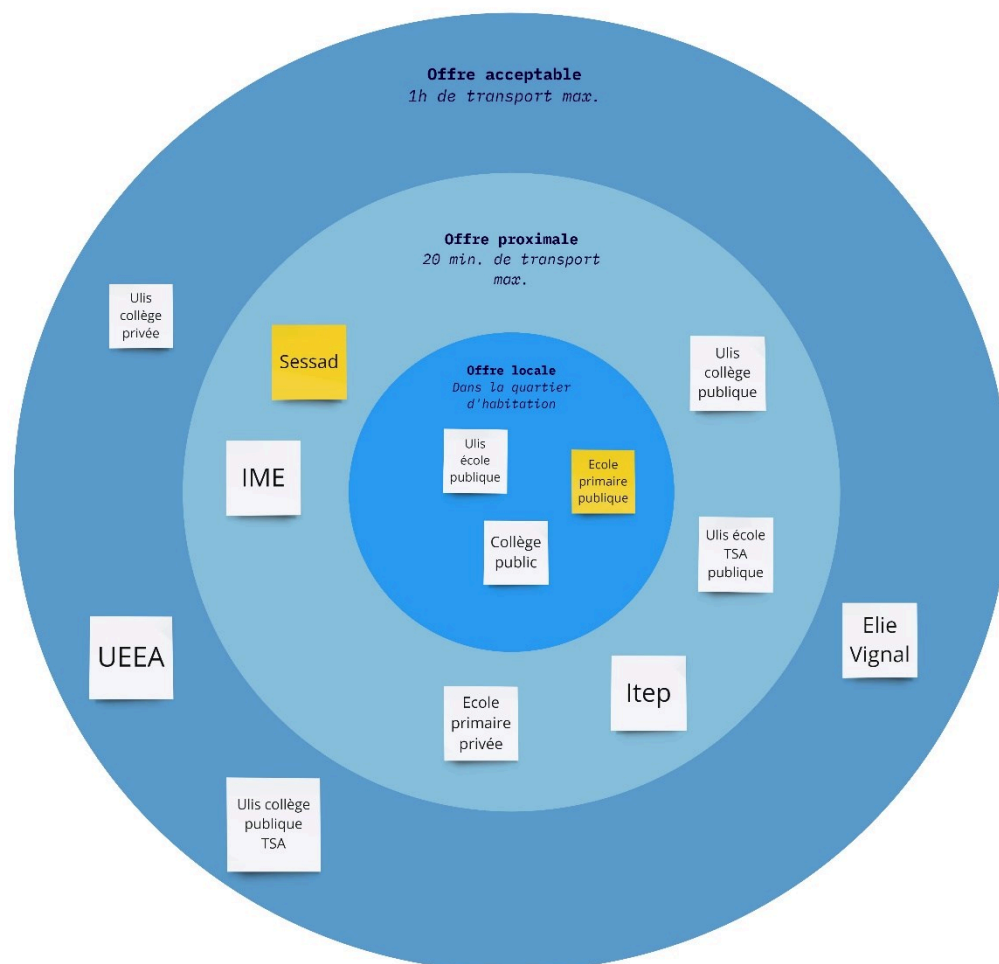 Offre acceptable
1h de transport max.
Offre proximale
20 min. de transport
max.
Ulis
collège
privée
Sessad
Ulis
collège
publique
Offre locale
Dans la quartier
d'habitation
Ulis
école
publique
Ecole
primaire
publique
IME
Collège
public
Ulis école
TSA
publique
UEEA
Elie
Vignal
Itep
Ecole
primaire
privée
Ulis collège
publique
TSA